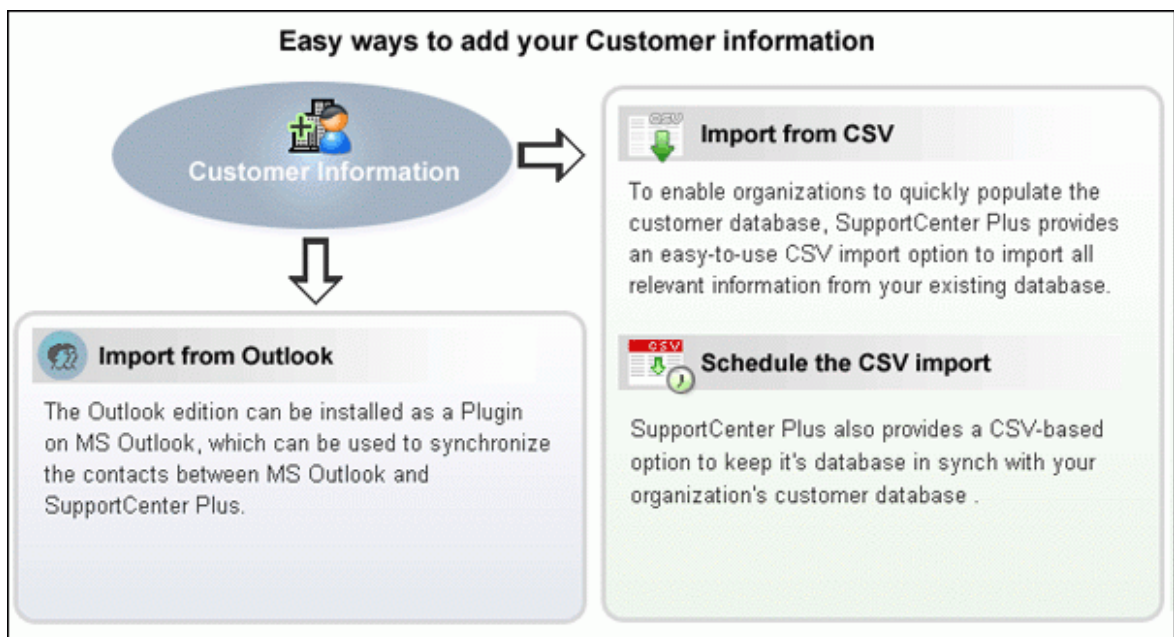 Easy ways to add your Customer information
Customer Information
Import from CSV
To enable organizations to quickly populate the
customer database, SupportCenter Plus provides
an easy-to-use CSV import option to import all
relevant information from your existing database.
Schedule the CSV import
SupportCenter Plus also provides a CSV-based
option to keep it's database in synch with your
organization's customer database .
Import from Outlook
The Outlook edition can be installed as a Plugin
on MS Outlook, which can be used to synchronize
the contacts between MS Outlook and
SupportCenter Plus.
CSV
CSV